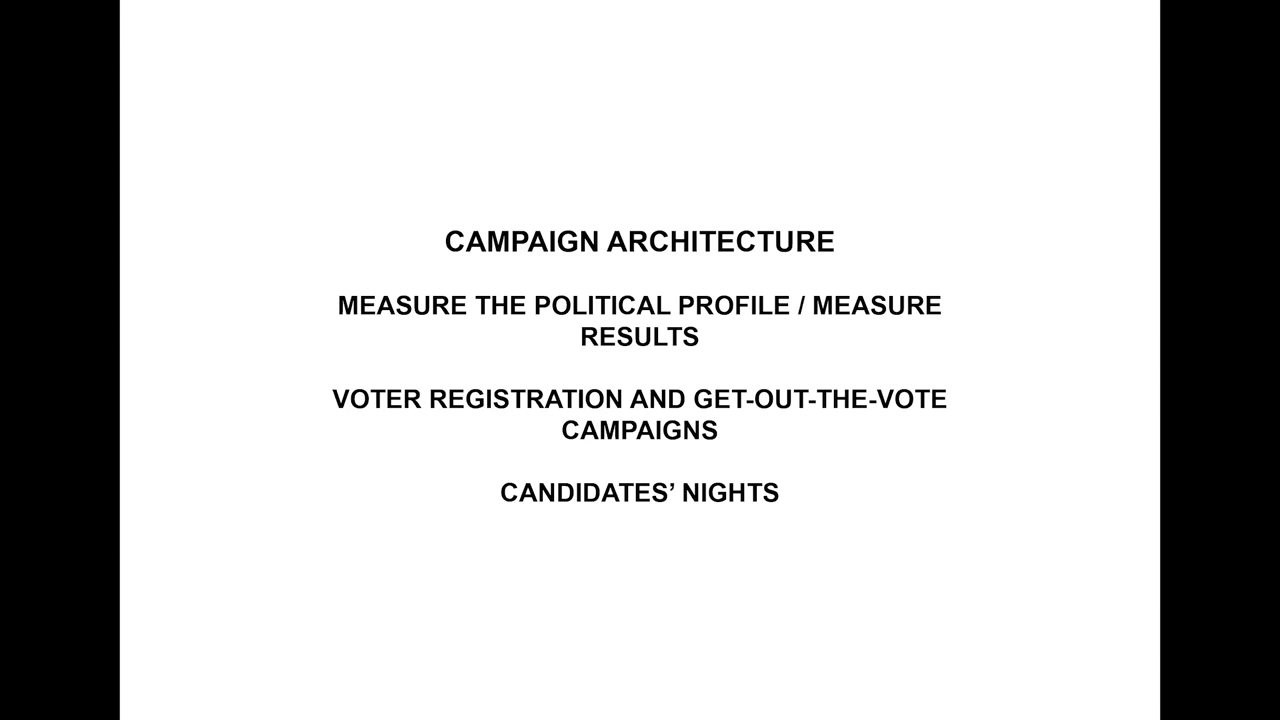 CAMPAIGN ARCHITECTURE
MEASURE THE POLITICAL PROFILE / MEASURE
RESULTS
VOTER REGISTRATION AND GET-OUT-THE-VOTE
CAMPAIGNS
CANDIDATES’ NIGHTS